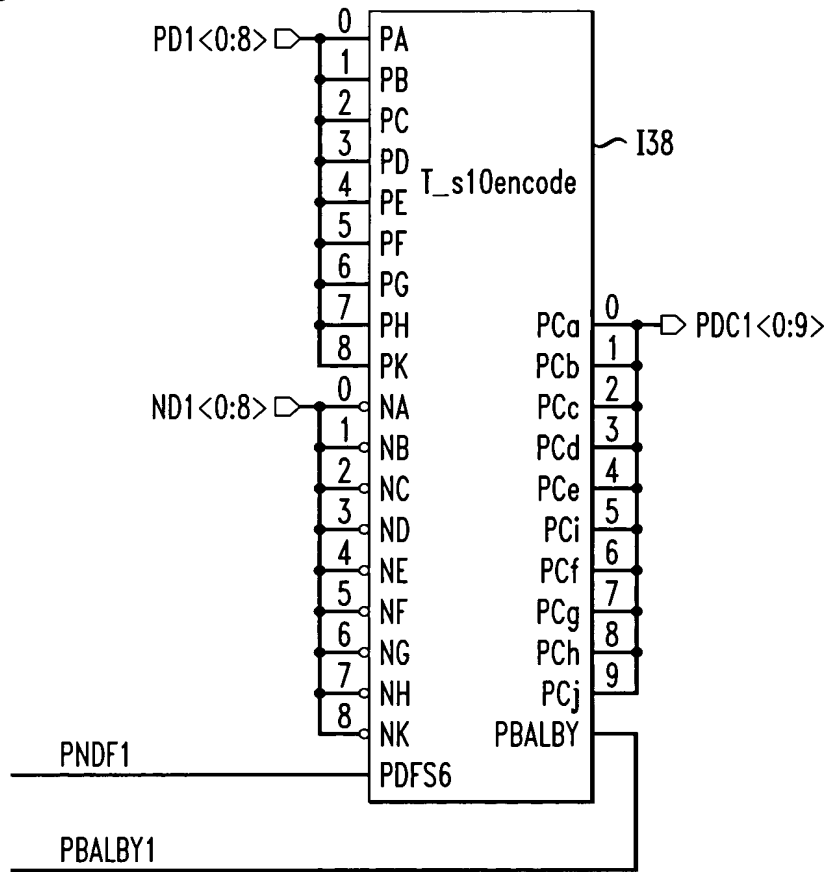 PD1<0:8>
0 PA
1 PB
2 PC
3 PD
4 PE
5 PF
6 PG
7 PH
8 PK
I38
T_s10encode
ND1<0:8>
0 NA
1 NB
2 NC
3 ND
4 NE
5 NF
6 NG
7 NH
8 NK
PCa 0
PDC1<0:9>
PCb 1
PCc 2
PCd 3
PCe 4
PCi 5
PCf 6
PCg 7
PCh 8
PCj 9
PBALBY
PNDF1
PDFS6
PBALBY1